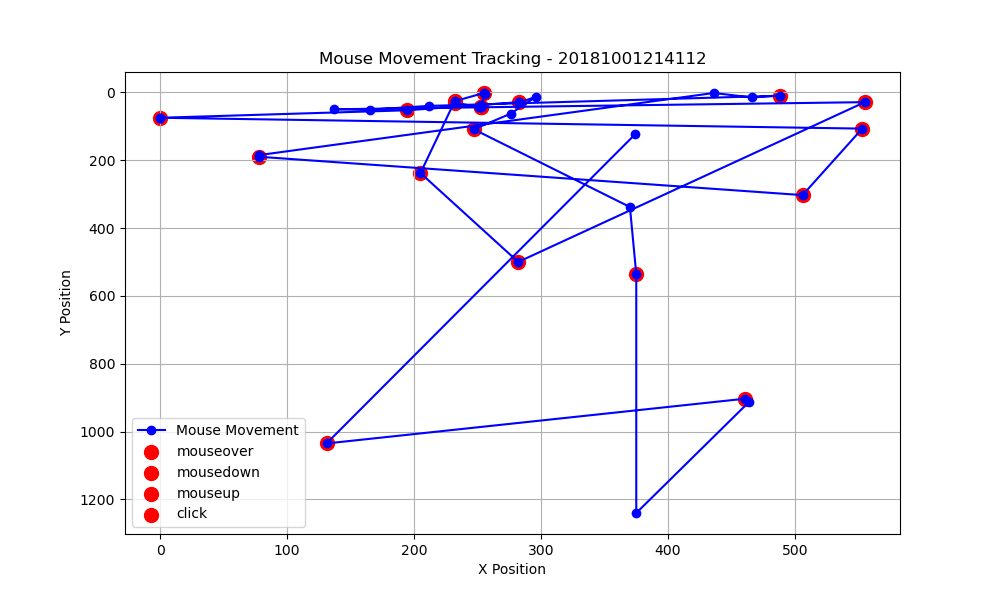 Mouse Movement Tracking - 20181001214112
0
200
400
600
800
1000
1200
Y Position
Mouse Movement
mouseover
mousedown
mouseup
click
0
100
200
300
400
500
X Position